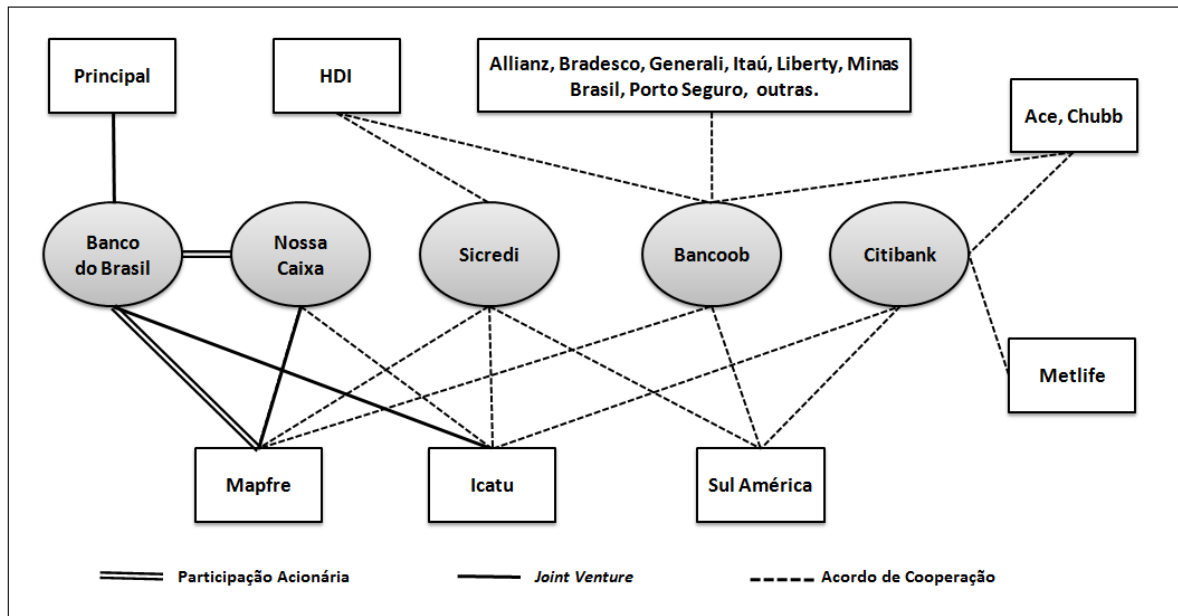 Principal
HDI
Allianz, Bradesco, Generali, Itaú, Liberty, Minas
Brasil, Porto Seguro, outras.
Ace, Chubb
Banco
do Brasil
Nossa
Caixa
Sicredi
Bancoob
Citibank
Metlife
Mapfre
Icatu
Sul América
Participação Acionária
Joint Venture
Acordo de Cooperação